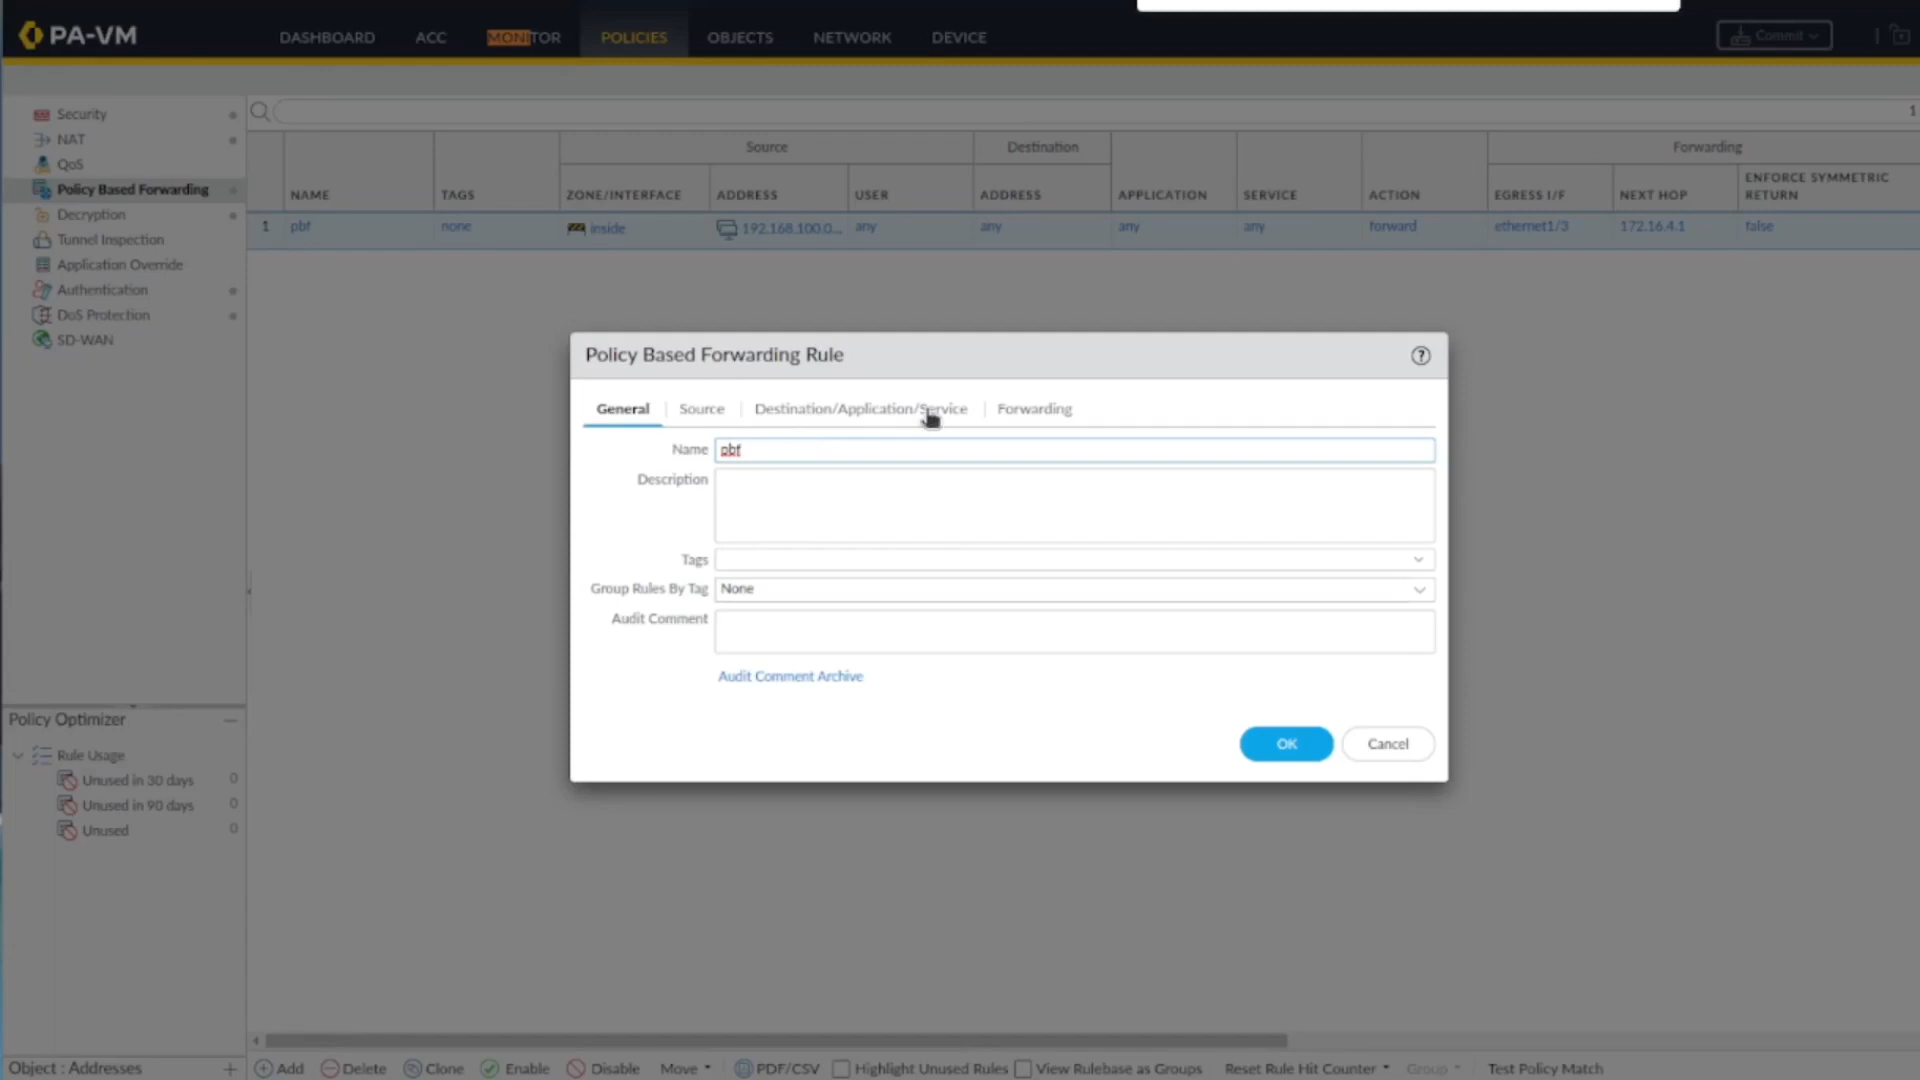 PA-VM
DASHBOARD ACC MONITOR POLICIES OBJECTS NETWORK DEVICE
Commit
Security
NAT
QoS
Policy Based Forwarding
Decryption
Tunnel Inspection
Application Override
Authentication
DoS Protection
SD-WAN
1
Source Destination Forwarding
NAME TAGS ZONE/INTERFACE ADDRESS USER ADDRESS APPLICATION SERVICE ACTION EGRESS I/F NEXT HOP ENFORCE SYMMETRIC RETURN
1 pbf none inside 192.168.100.0... any any any any forward ethernet1/3 172.16.4.1 false
Policy Based Forwarding Rule
General Source Destination/Application/Service Forwarding
Name pbf
Description
Tags
Group Rules By Tag None
Audit Comment
Audit Comment Archive
OK Cancel
Policy Optimizer
Rule Usage
Unused in 30 days 0
Unused in 90 days 0
Unused 0
Object : Addresses
Add Delete Clone Enable Disable Move PDF/CSV Highlight Unused Rules View Rulebase as Groups Reset Rule Hit Counter Group Test Policy Match